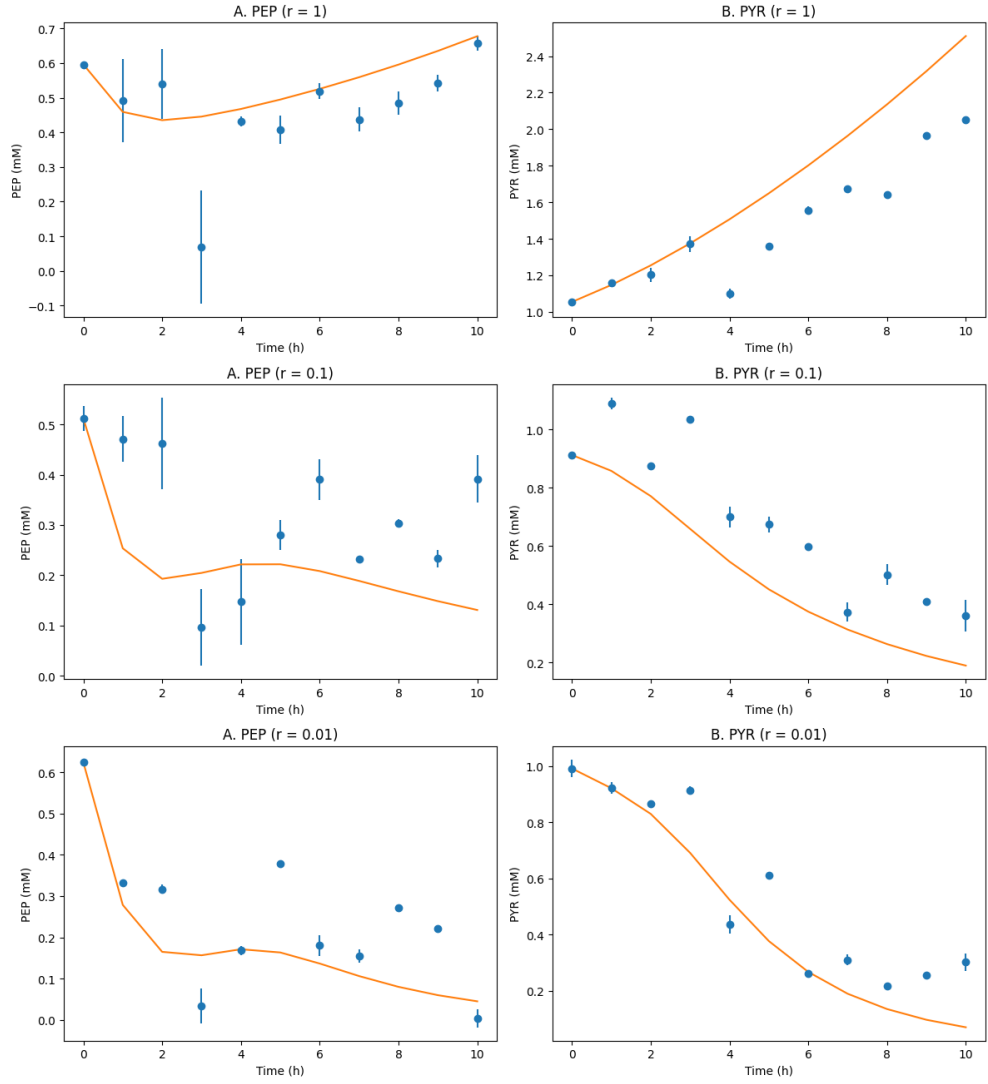 A. PEP (r = 1)
PEP (mM)
0.7
0.6
0.5
0.4
0.3
0.2
0.1
0.0
−0.1
0 2 4 6 8 10
Time (h)
B. PYR (r = 1)
PYR (mM)
2.4
2.2
2.0
1.8
1.6
1.4
1.2
1.0
0 2 4 6 8 10
Time (h)
A. PEP (r = 0.1)
PEP (mM)
0.5
0.4
0.3
0.2
0.1
0.0
0 2 4 6 8 10
Time (h)
B. PYR (r = 0.1)
PYR (mM)
1.0
0.8
0.6
0.4
0.2
0 2 4 6 8 10
Time (h)
A. PEP (r = 0.01)
PEP (mM)
0.6
0.5
0.4
0.3
0.2
0.1
0.0
0 2 4 6 8 10
Time (h)
B. PYR (r = 0.01)
PYR (mM)
1.0
0.8
0.6
0.4
0.2
0 2 4 6 8 10
Time (h)